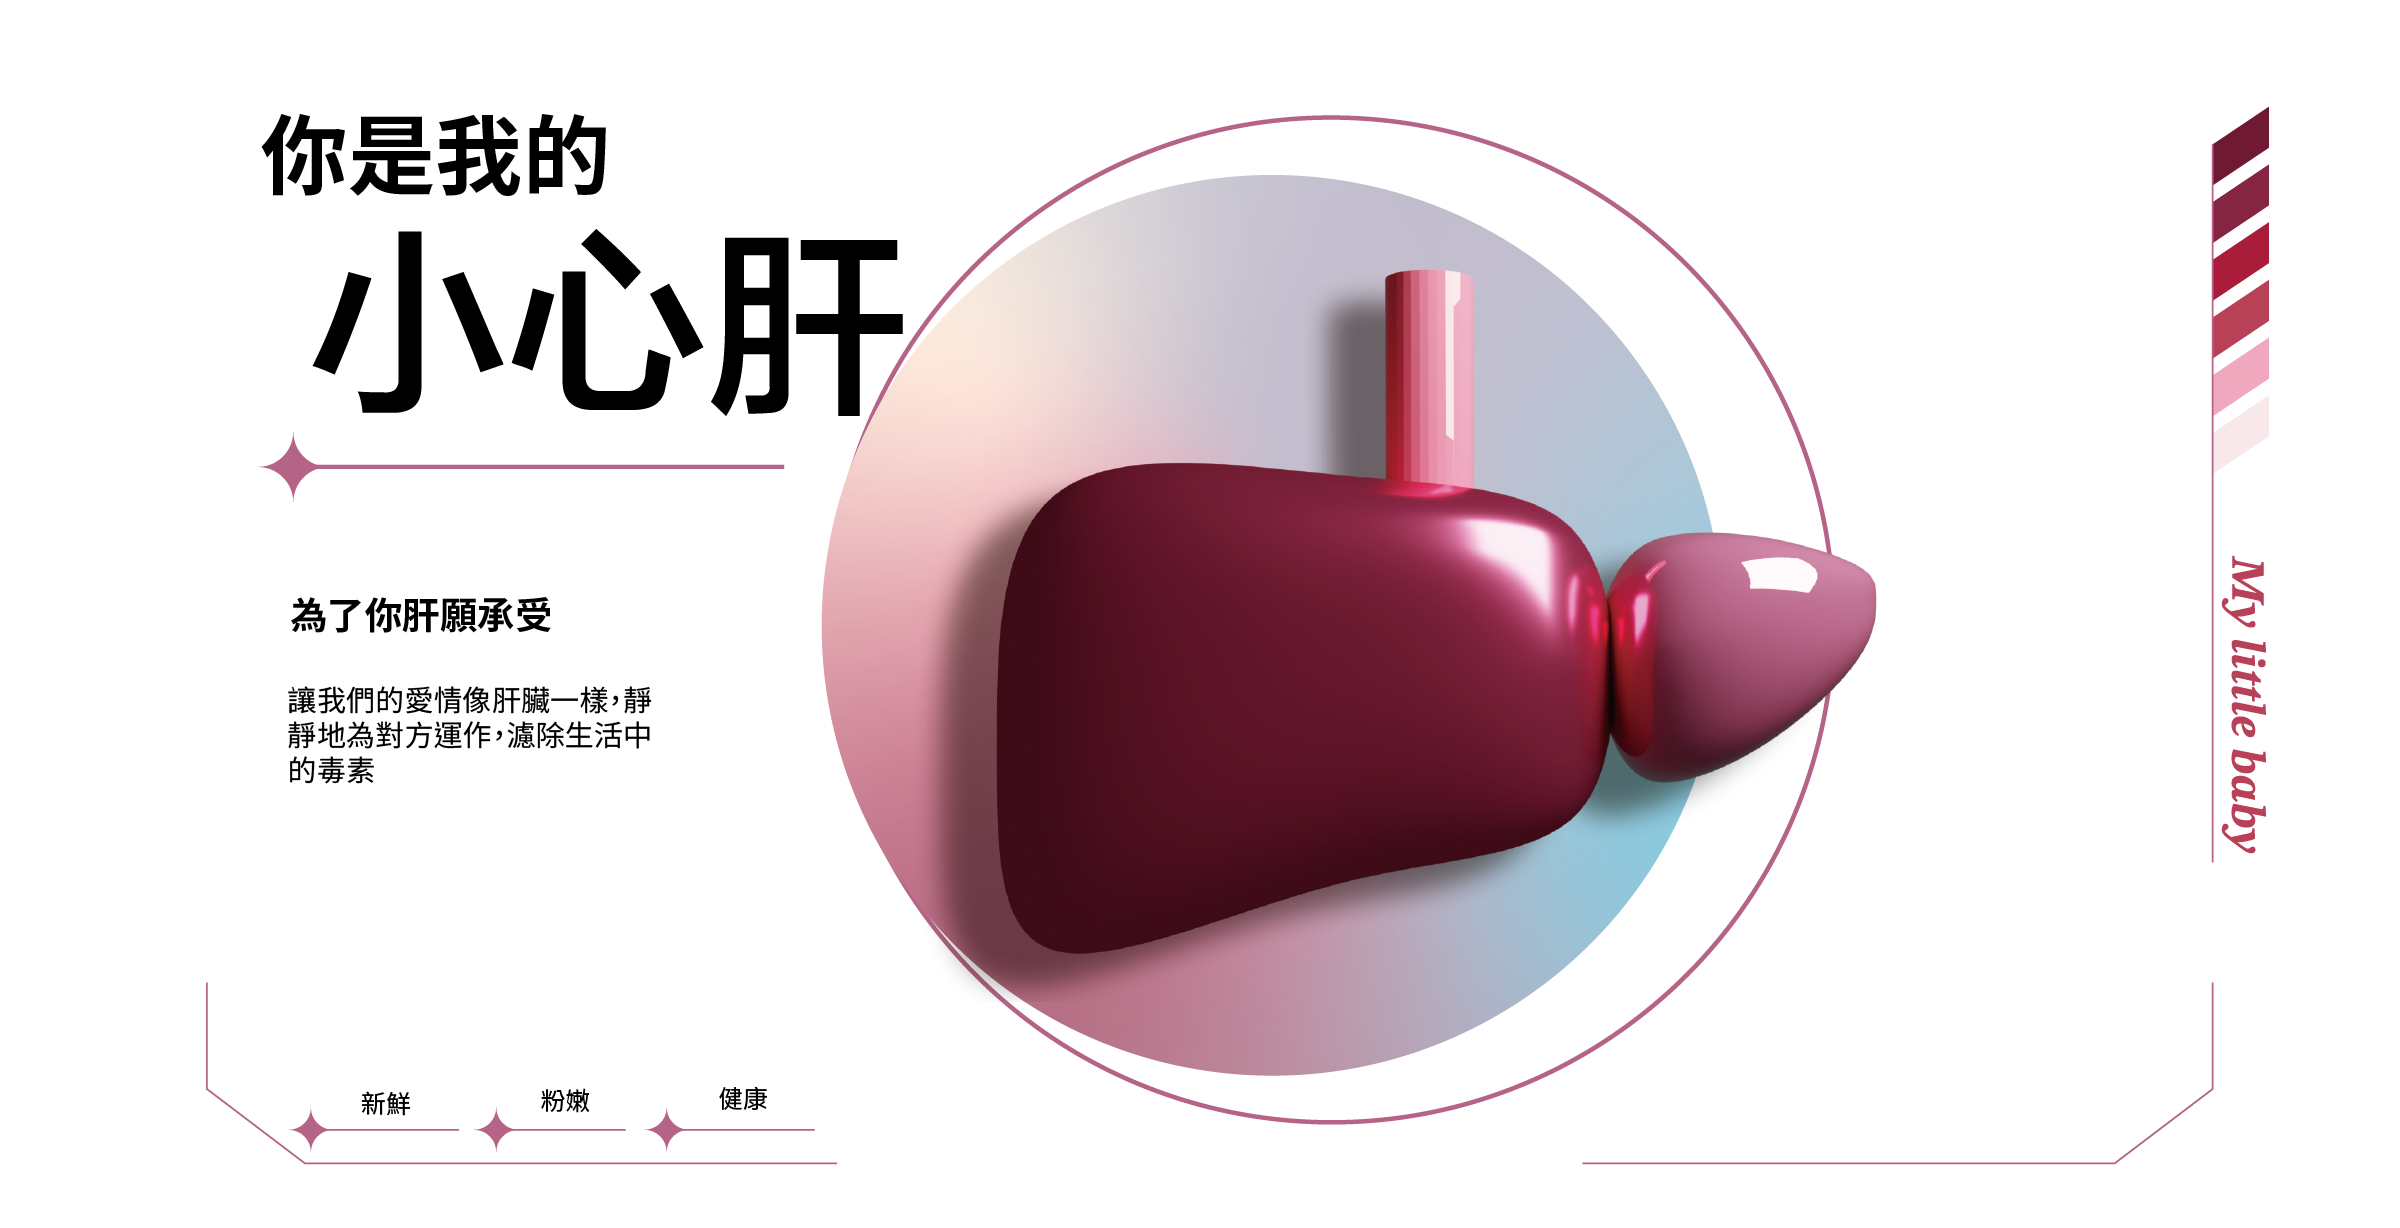 你是我的
小心肝
為了你肝願承受
讓我們的愛情像肝臟一樣，靜
靜地為對方運作，濾除生活中
的毒素
新鮮
粉嫩
健康
My little baby